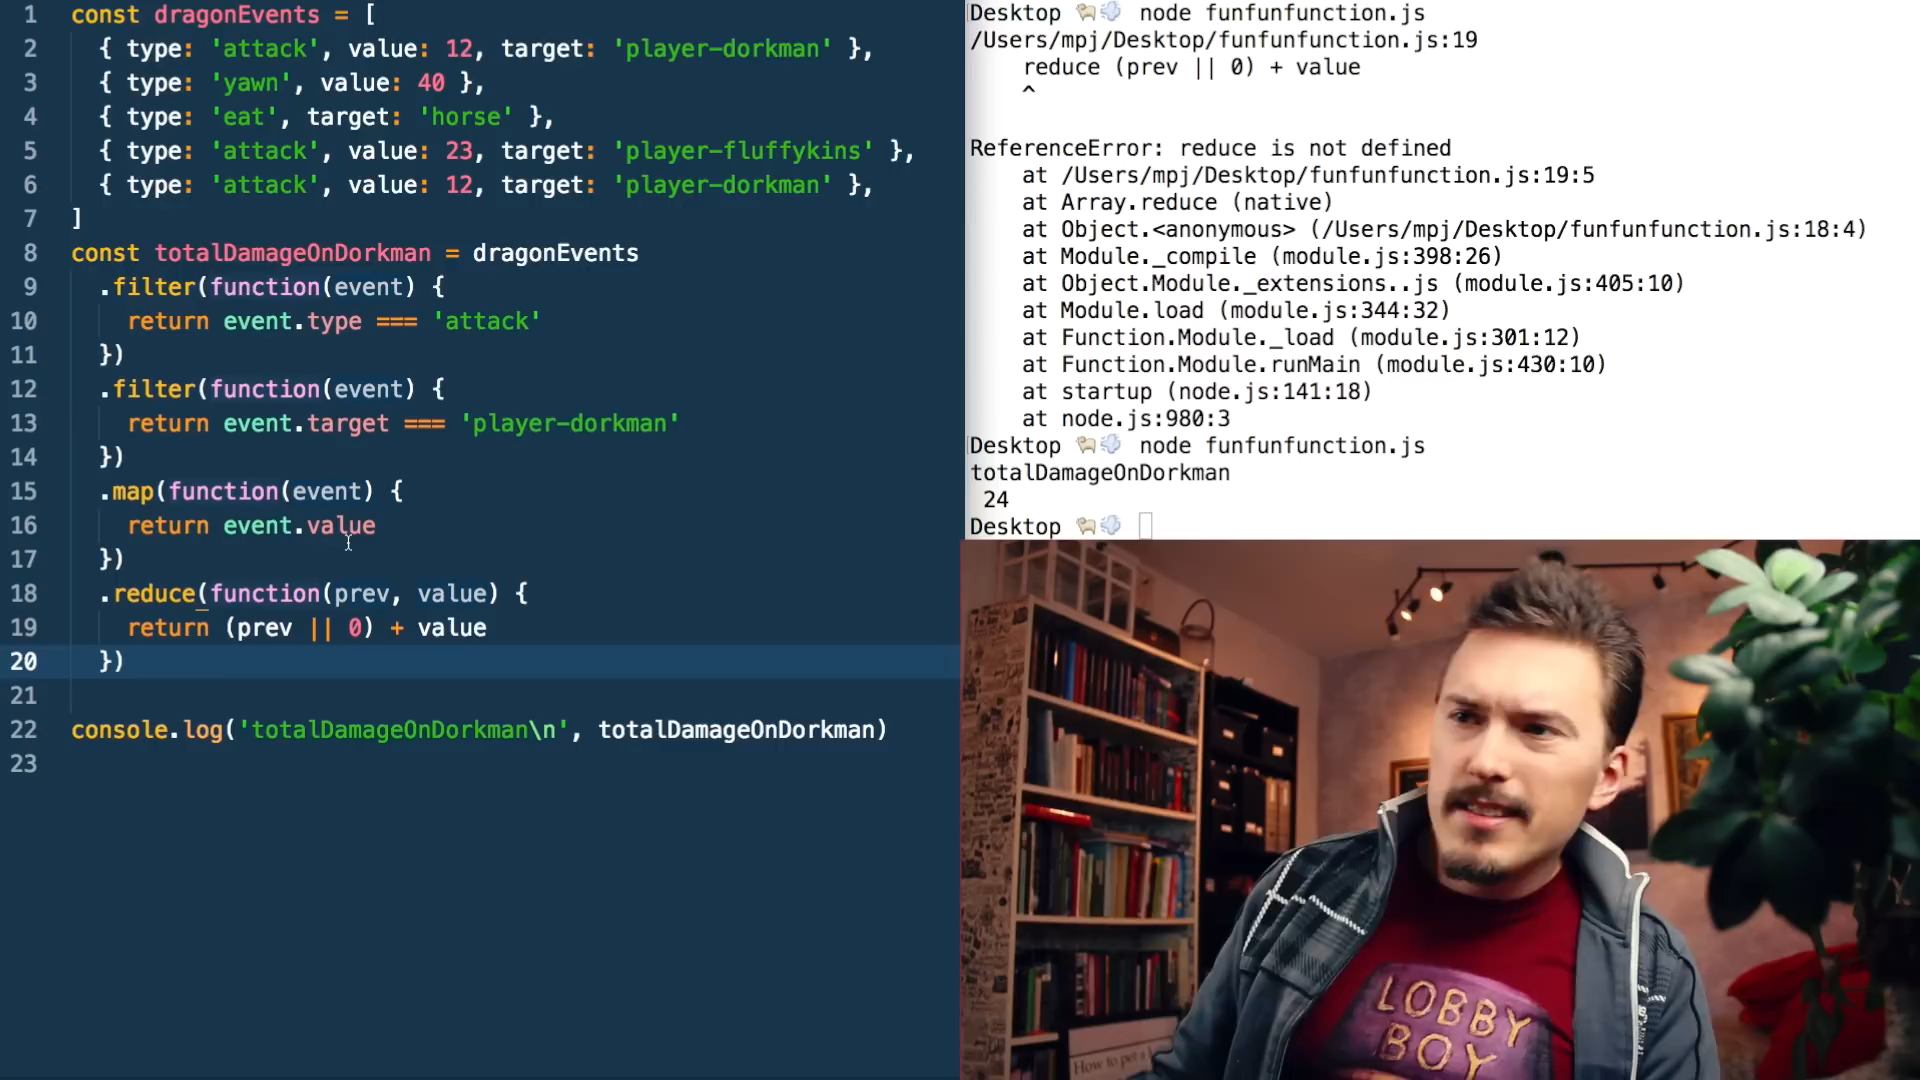 1 const dragonEvents = [
2 { type: 'attack', value: 12, target: 'player-dorkman' },
3 { type: 'yawn', value: 40 },
4 { type: 'eat', target: 'horse' },
5 { type: 'attack', value: 23, target: 'player-fluffykins' },
6 { type: 'attack', value: 12, target: 'player-dorkman' },
7 ]
8 const totalDamageOnDorkman = dragonEvents
9 .filter(function(event) {
10 return event.type === 'attack'
11 })
12 .filter(function(event) {
13 return event.target === 'player-dorkman'
14 })
15 .map(function(event) {
16 return event.value
17 })
18 .reduce(function(prev, value) {
19 return (prev || 0) + value
20 })
21
22 console.log('totalDamageOnDorkman\n', totalDamageOnDorkman)
23
Desktop 🐏💨 node funfunfunction.js
/Users/mpj/Desktop/funfunfunction.js:19
reduce (prev || 0) + value
^
ReferenceError: reduce is not defined
at /Users/mpj/Desktop/funfunfunction.js:19:5
at Array.reduce (native)
at Object.<anonymous> (/Users/mpj/Desktop/funfunfunction.js:18:4)
at Module._compile (module.js:398:26)
at Object.Module._extensions..js (module.js:405:10)
at Module.load (module.js:344:32)
at Function.Module._load (module.js:301:12)
at Function.Module.runMain (module.js:430:10)
at startup (node.js:141:18)
at node.js:980:3
Desktop 🐏💨 node funfunfunction.js
totalDamageOnDorkman
24
Desktop 🐏💨
LOBBY
BOY
How to pet a